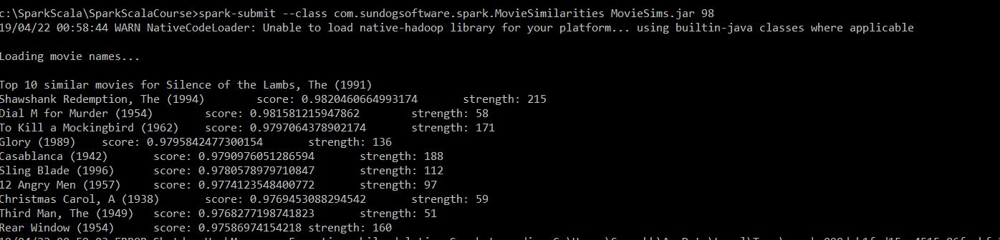 c:\SparkScala\SparkScalaCourse>spark-submit --class com.sundogsoftware.spark.MovieSimilarities MovieSims.jar 98
19/04/22 00:58:44 WARN NativeCodeLoader: Unable to load native-hadoop library for your platform... using builtin-java classes where applicable
Loading movie names...
Top 10 similar movies for Silence of the Lambs, The (1991)
Shawshank Redemption, The (1994) score: 0.9820460664993174 strength: 215
Dial M for Murder (1954) score: 0.981581215947862 strength: 58
To Kill a Mockingbird (1962) score: 0.9797064378902174 strength: 171
Glory (1989) score: 0.9795842477300154 strength: 136
Casablanca (1942) score: 0.9790976051286594 strength: 188
Sling Blade (1996) score: 0.9780578979710847 strength: 112
12 Angry Men (1957) score: 0.9774123548400772 strength: 97
Christmas Carol, A (1938) score: 0.9769453088294542 strength: 59
Third Man, The (1949) score: 0.9768277198741823 strength: 51
Rear Window (1954) score: 0.97586974154218 strength: 160